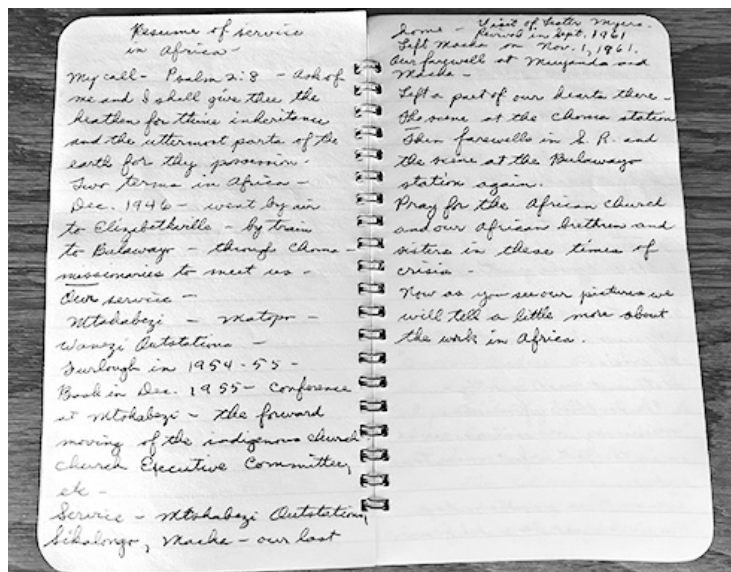 Resume of service
in Africa -
My call - Psalm 2:8 - Ask of
me and I shall give thee the
heathen for thine inheritance
and the uttermost parts of the
earth for thy possession.
Two terms in Africa -
Dec. 1946 - went by air
to Elizabethville - by train
to Bulawayo - through Choma -
missionaries to meet us -
Our service -
Mtshabezi - Matopo -
Wanezi Outstations -
Furlough in 1954-55 -
Back in Dec. 1955 - Conference
at Mtshabezi - the forward
moving of the indigenous church
Church Executive Committee,
etc -
Service - Mtshabezi Outstations,
Sikalongo, Macha - our last
home - Visit of Lester Myers.
Revival in Sept. 1961
Left Macha on Nov. 1, 1961.
Our farewell at and
Macha -
Left a part of our hearts there -
The scene at the Choma station
Then farewells in S. R. and
the scene at the Bulawayo
station again.
Pray for the African church
and our African brethren and
sisters in these times of
crisis -
Now as you see our pictures we
will tell a little more about
the work in Africa.